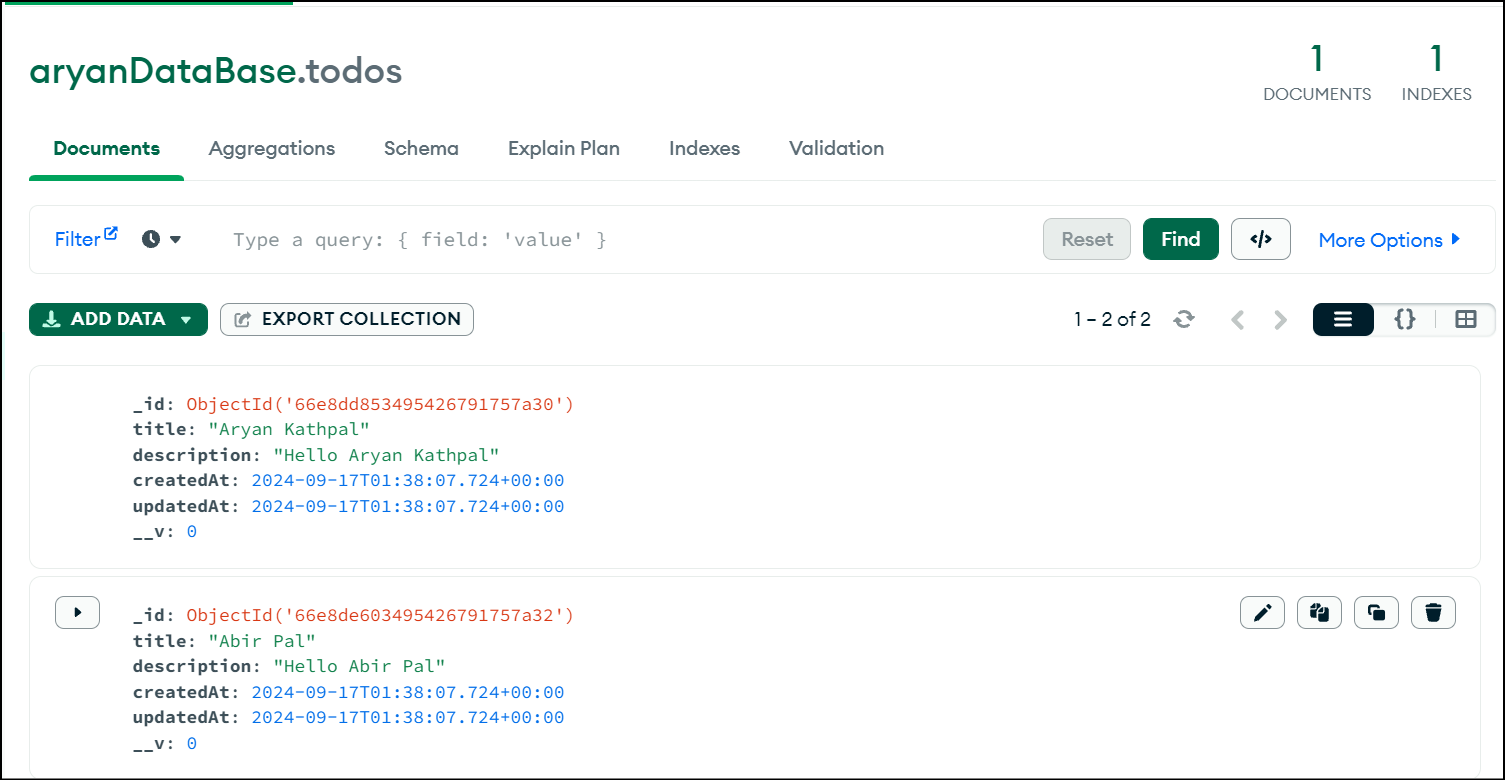 aryanDataBase.todos
1 1
DOCUMENTS INDEXES
Documents Aggregations Schema Explain Plan Indexes Validation
Filter Type a query: { field: 'value' } Reset Find </> More Options
ADD DATA EXPORT COLLECTION 1 – 2 of 2 {}
_id: ObjectId('66e8dd853495426791757a30')
title: "Aryan Kathpal"
description: "Hello Aryan Kathpal"
createdAt: 2024-09-17T01:38:07.724+00:00
updatedAt: 2024-09-17T01:38:07.724+00:00
__v: 0
_id: ObjectId('66e8de603495426791757a32')
title: "Abir Pal"
description: "Hello Abir Pal"
createdAt: 2024-09-17T01:38:07.724+00:00
updatedAt: 2024-09-17T01:38:07.724+00:00
__v: 0